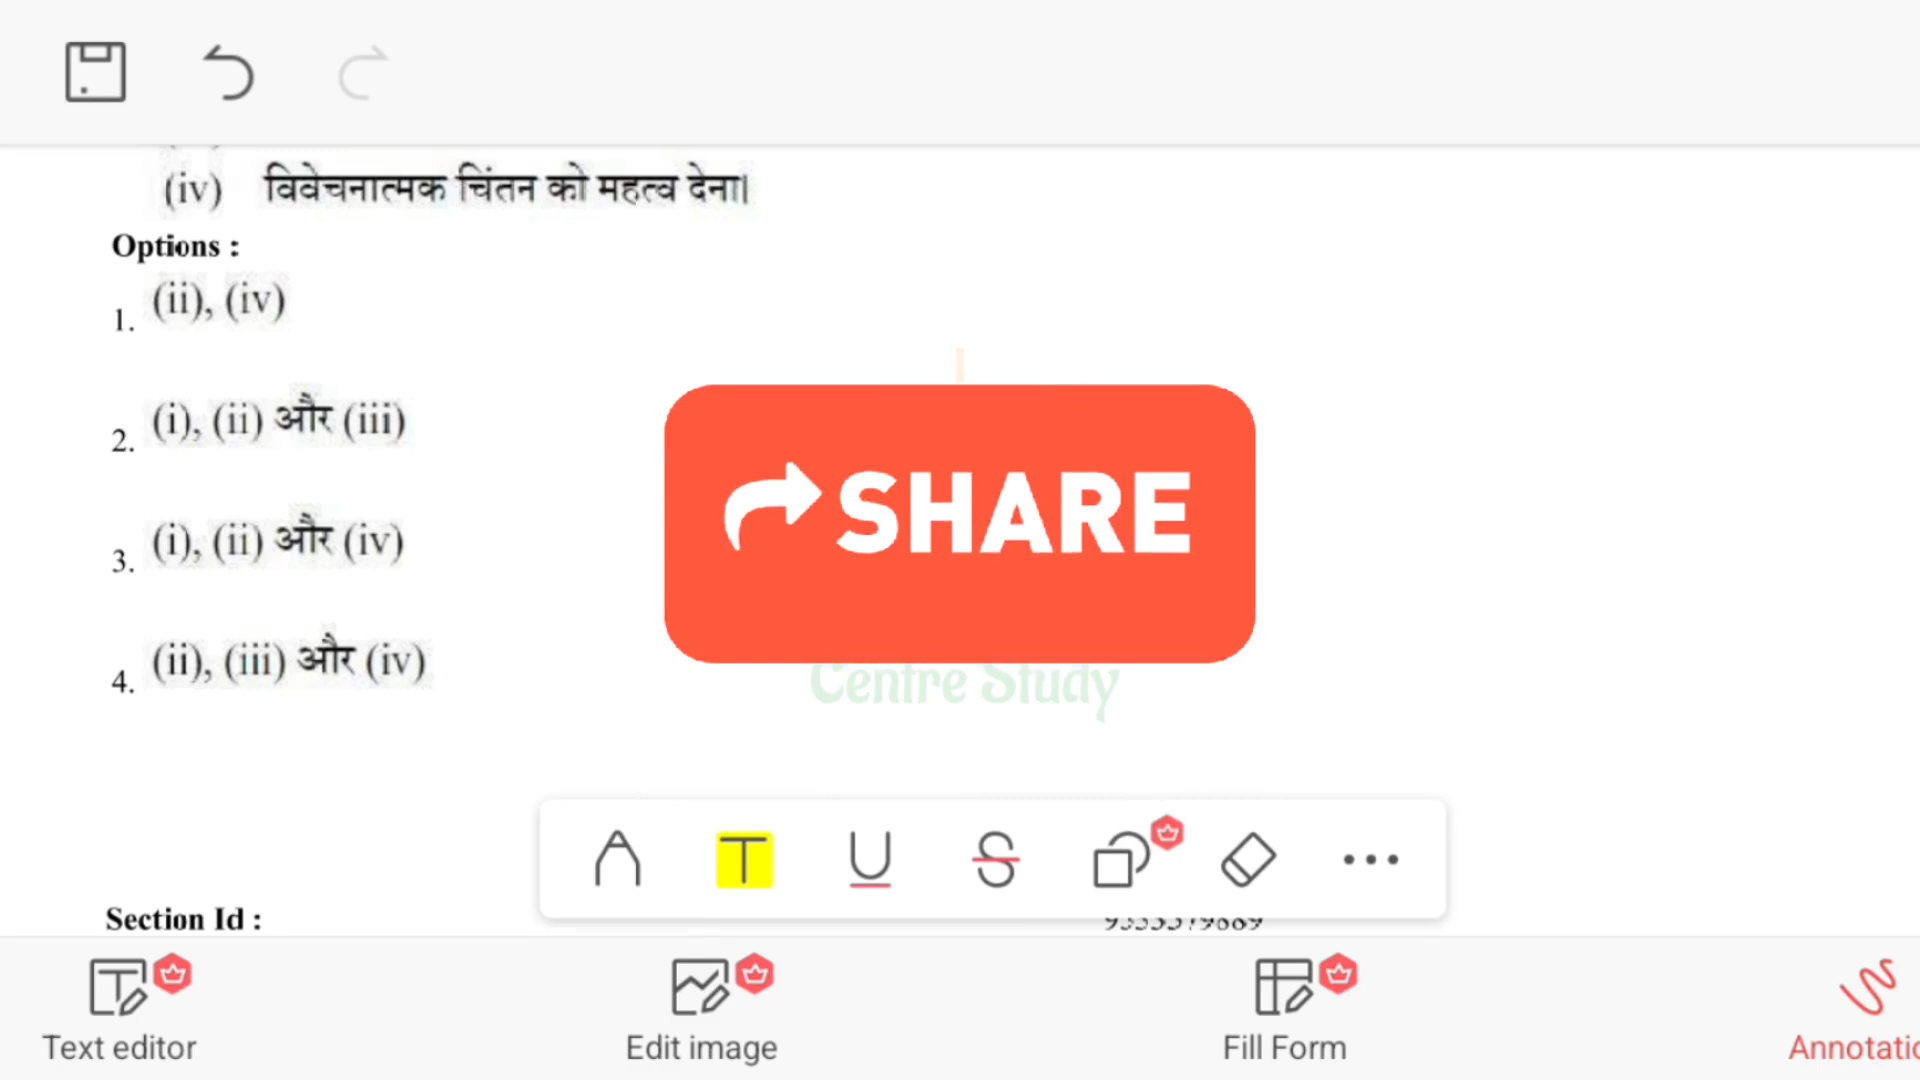 (iv) विवेचनात्मक चिंतन को महत्व देना।
Options :
1. (ii), (iv)
2. (i), (ii) और (iii)
3. (i), (ii) और (iv)
4. (ii), (iii) और (iv)
SHARE
Centre Study
Section Id :
Text editor
Edit image
Fill Form
Annotatio